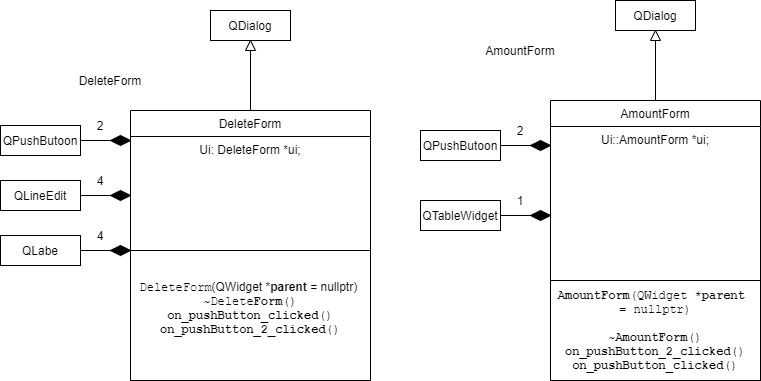 QDialog
DeleteForm
DeleteForm
2
QPushButoon
Ui: DeleteForm *ui;
4
QLineEdit
4
QLabe
DeleteForm(QWidget *parent = nullptr)
~DeleteForm()
on_pushButton_clicked()
on_pushButton_2_clicked()
QDialog
AmountForm
AmountForm
2
QPushButoon
Ui::AmountForm *ui;
1
QTableWidget
AmountForm(QWidget *parent
= nullptr)
~AmountForm()
on_pushButton_2_clicked()
on_pushButton_clicked()